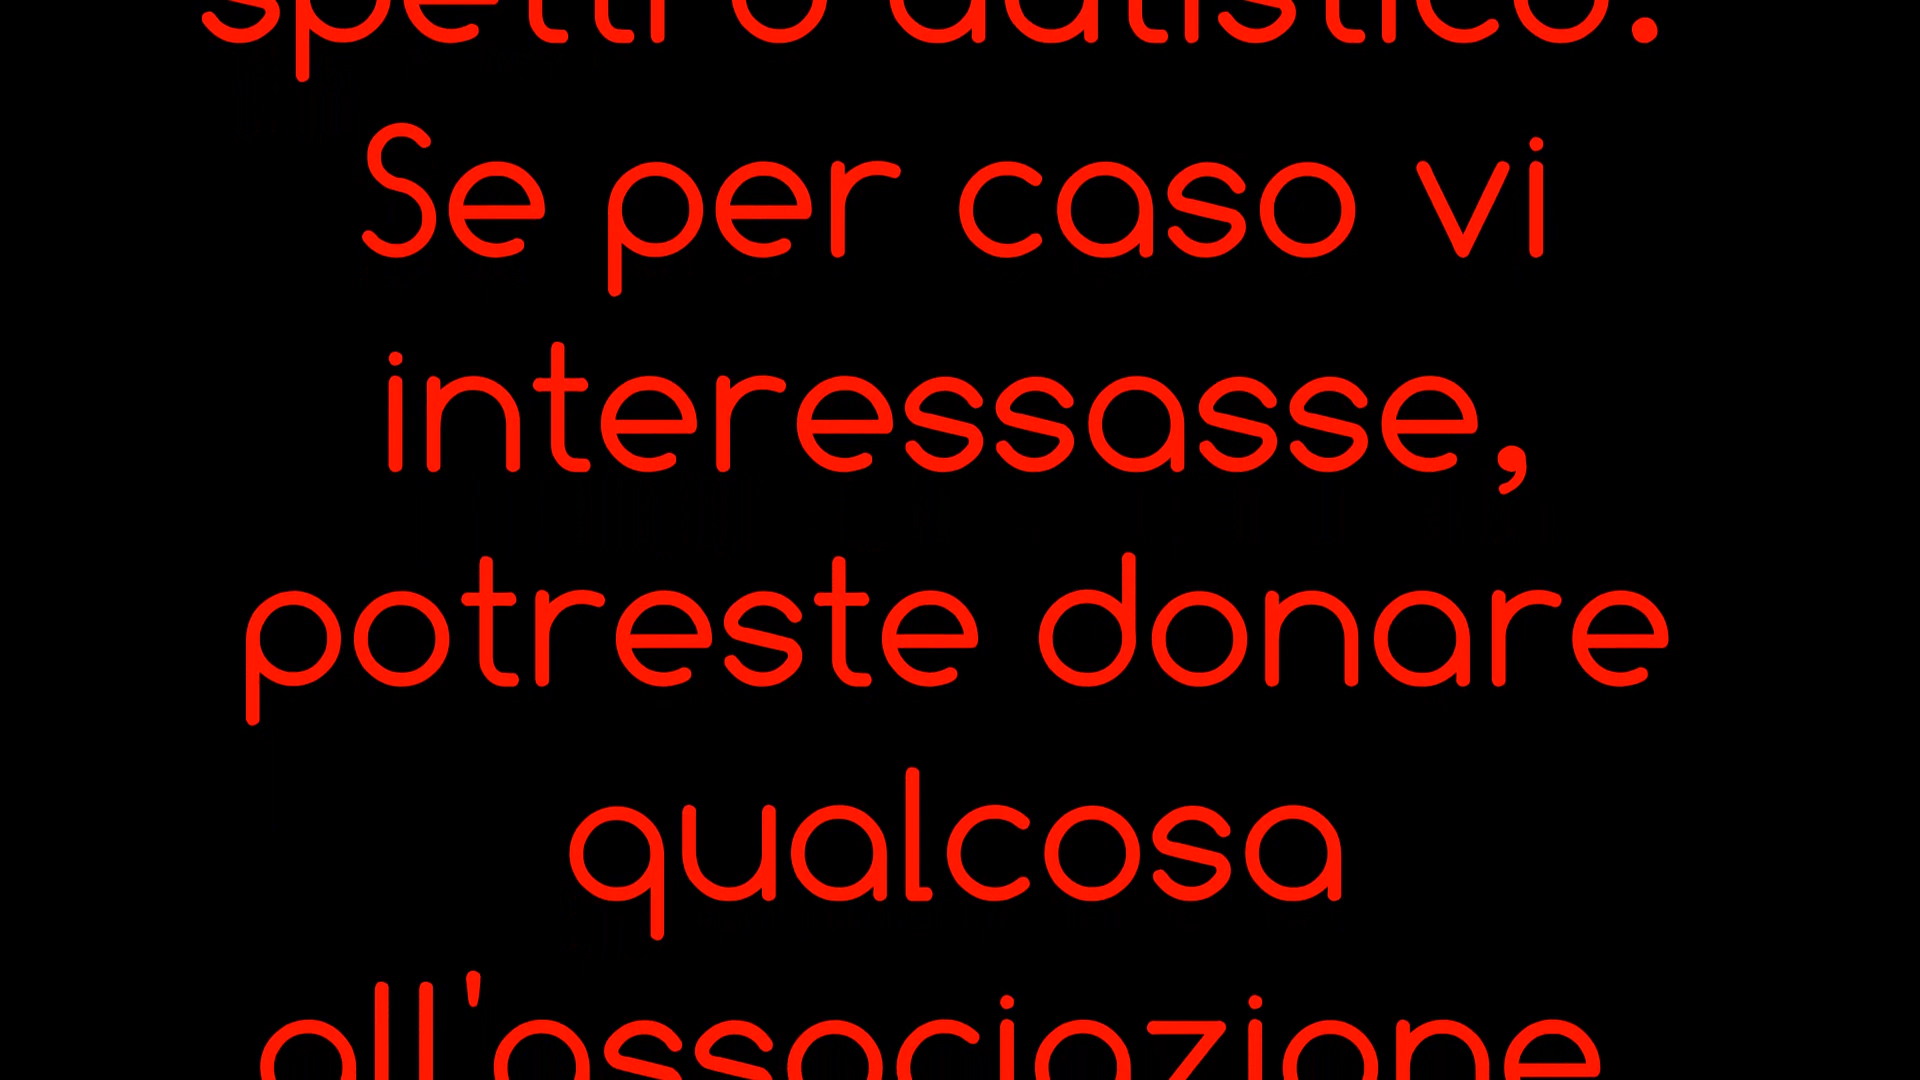 spettro autistico.
Se per caso vi
interessasse,
potreste donare
qualcosa
all'associazione